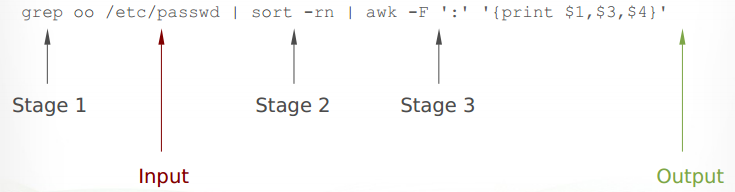 grep oo /etc/passwd | sort -rn | awk -F ':' '{print $1,$3,$4}'
Stage 1 Stage 2 Stage 3
Input Output